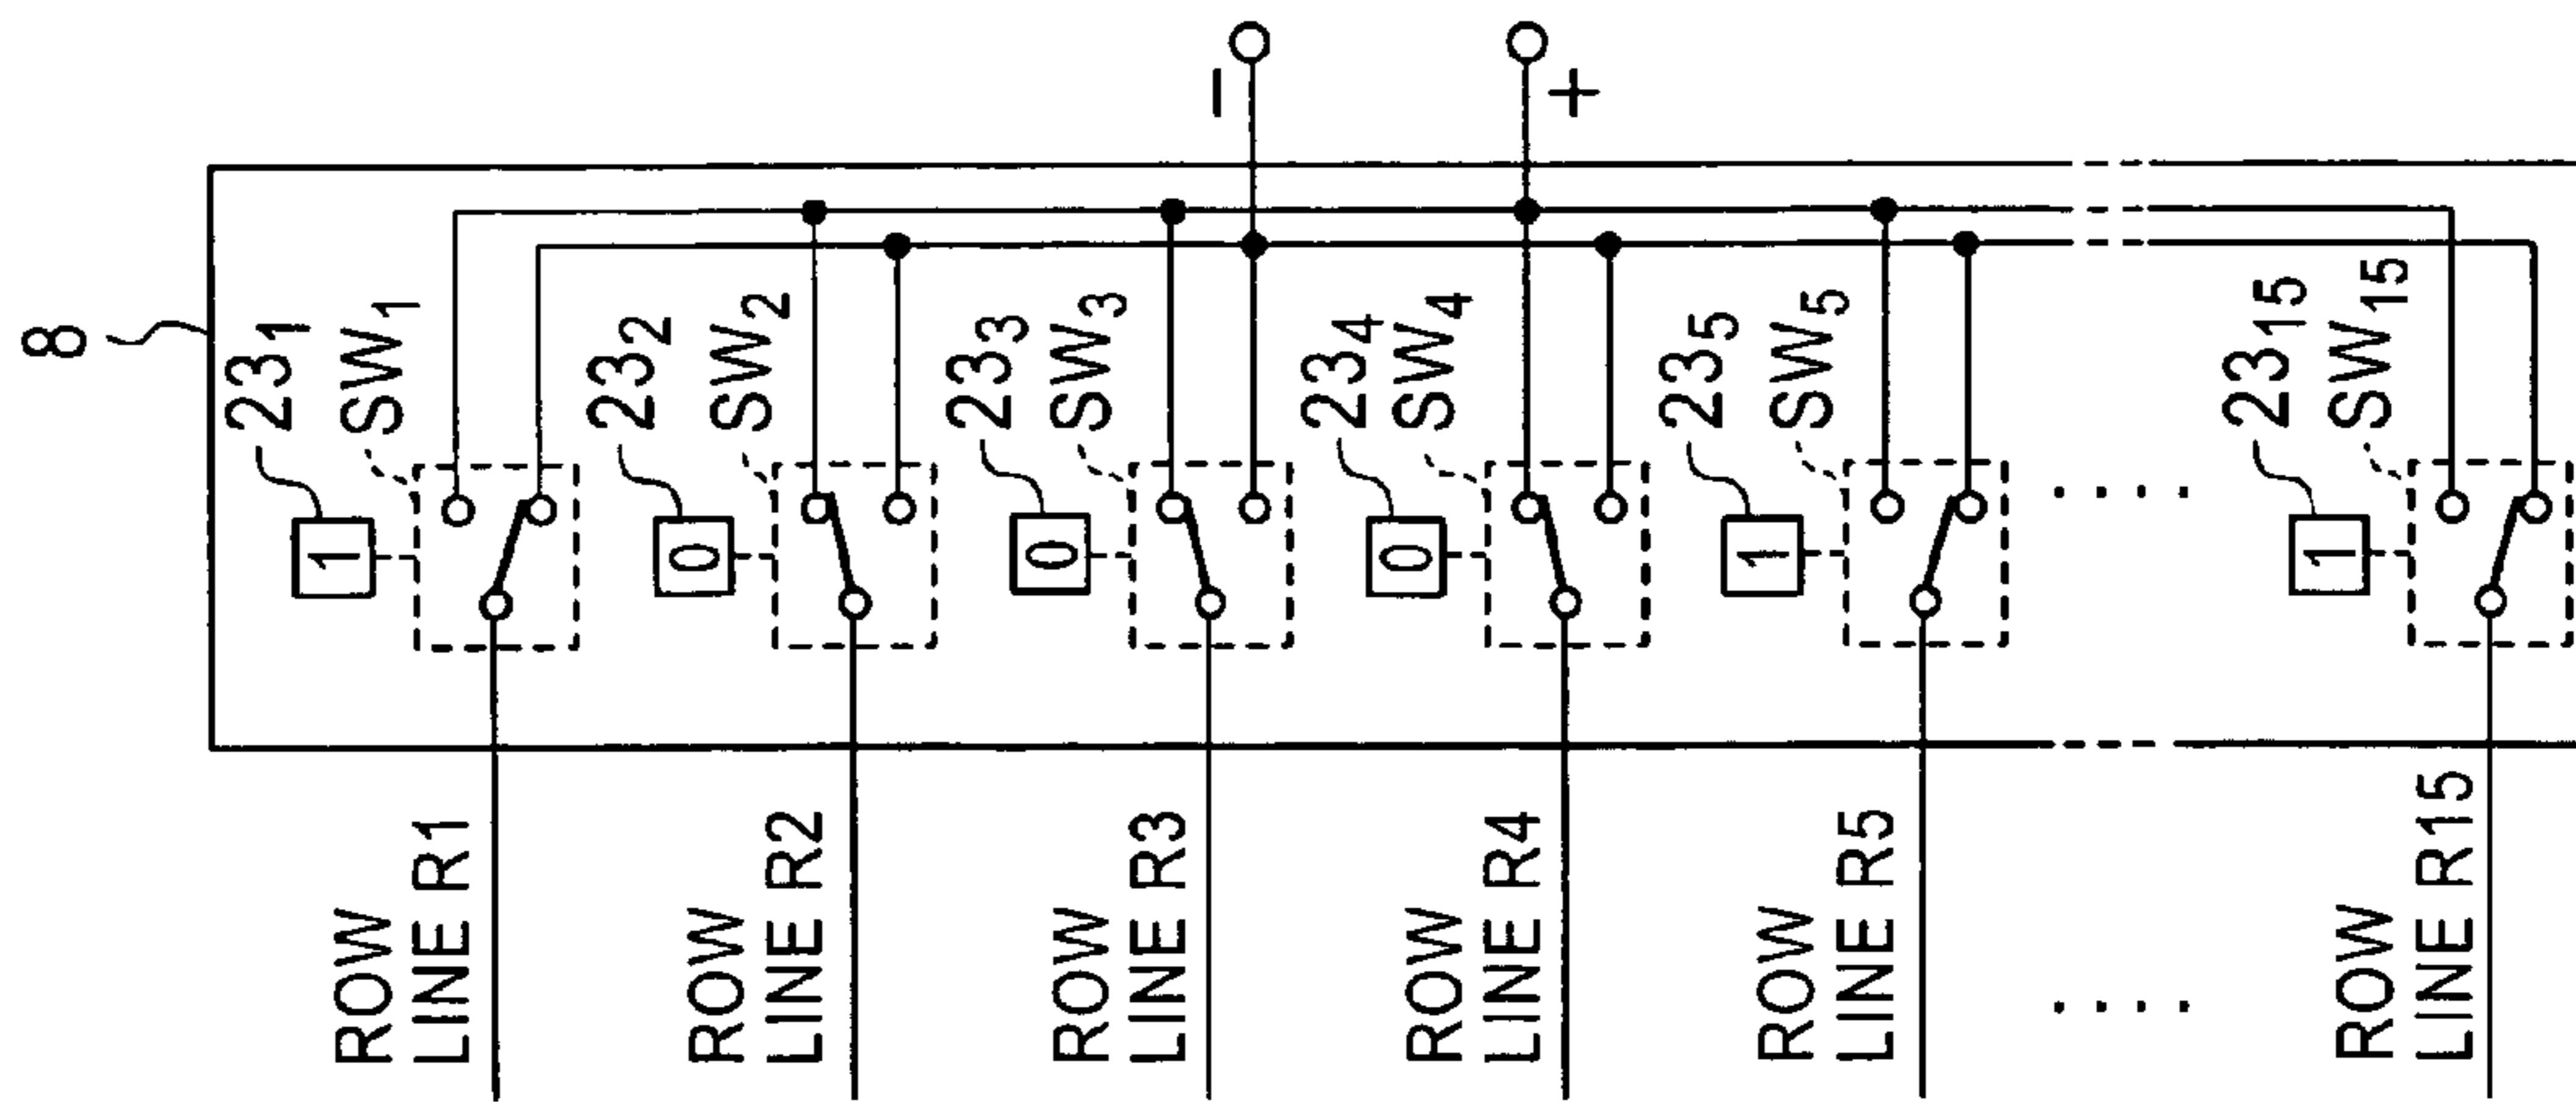 8
23₁
SW₁
1
ROW
LINE R1
23₂
SW₂
0
ROW
LINE R2
23₃
SW₃
0
ROW
LINE R3
23₄
SW₄
0
ROW
LINE R4
23₅
SW₅
1
ROW
LINE R5
. . . .
. . . .
23₁₅
SW₁₅
1
ROW
LINE R15
−
+